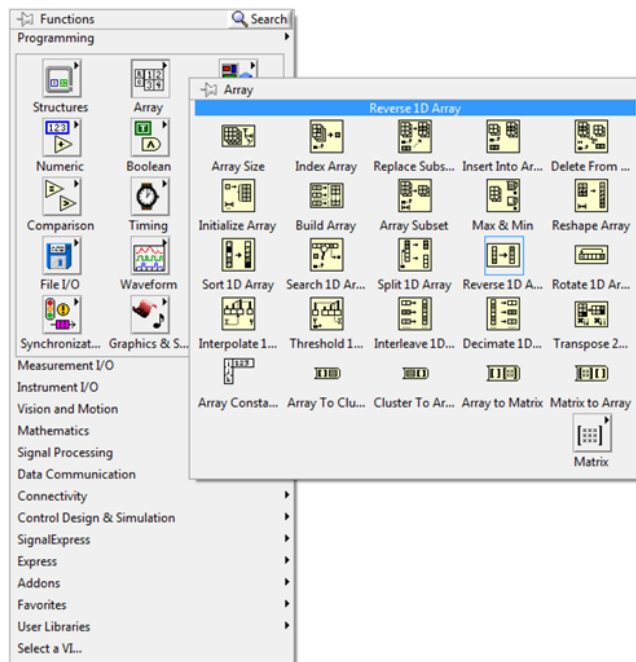 Functions
Search
Programming
Structures
Array
Numeric
Boolean
Comparison
Timing
File I/O
Waveform
Synchronizat...
Graphics & S...
Measurement I/O
Instrument I/O
Vision and Motion
Mathematics
Signal Processing
Data Communication
Connectivity
Control Design & Simulation
SignalExpress
Express
Addons
Favorites
User Libraries
Select a VI...
Array
Reverse 1D Array
Array Size Index Array Replace Subs... Insert Into Ar... Delete From ...
Initialize Array Build Array Array Subset Max & Min Reshape Array
Sort 1D Array Search 1D Ar... Split 1D Array Reverse 1D A... Rotate 1D Ar...
Interpolate 1... Threshold 1... Interleave 1D... Decimate 1D... Transpose 2...
Array Consta... Array To Clu... Cluster To Ar... Array to Matrix Matrix to Array
Matrix